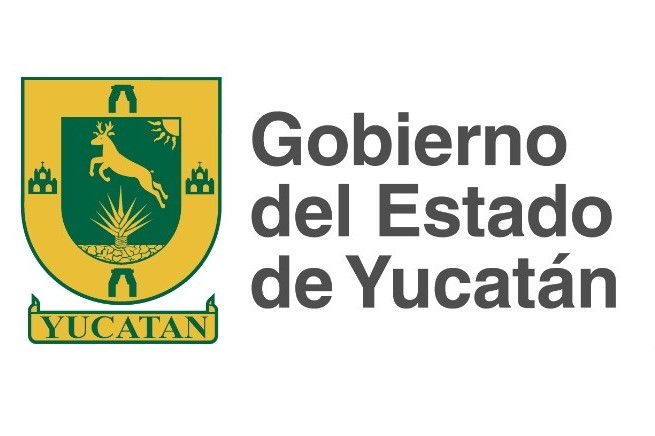 YUCATAN
Gobierno
del Estado
de Yucatán